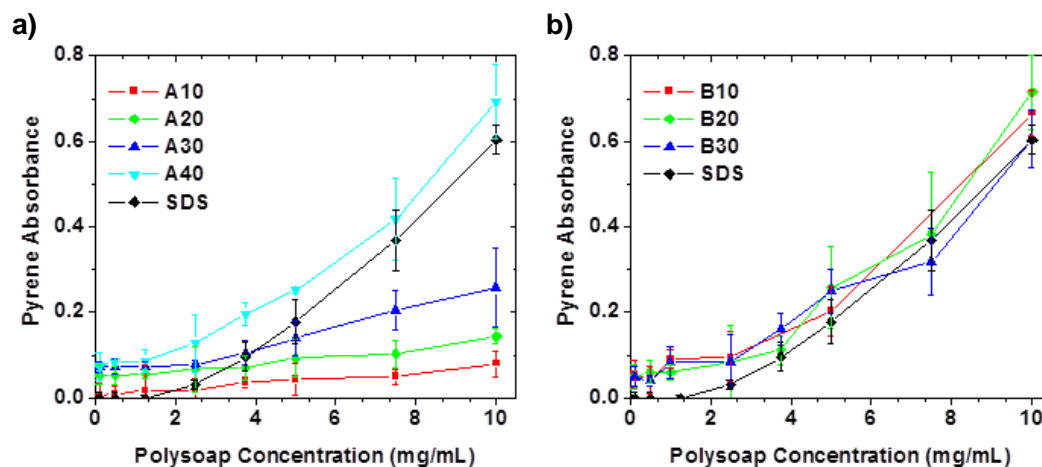 a)
0.8
0.6
0.4
0.2
0.0
0 2 4 6 8 10
Pyrene Absorbance
Polysoap Concentration (mg/mL)
A10
A20
A30
A40
SDS
b)
0.8
0.6
0.4
0.2
0.0
0 2 4 6 8 10
Pyrene Absorbance
Polysoap Concentration (mg/mL)
B10
B20
B30
SDS